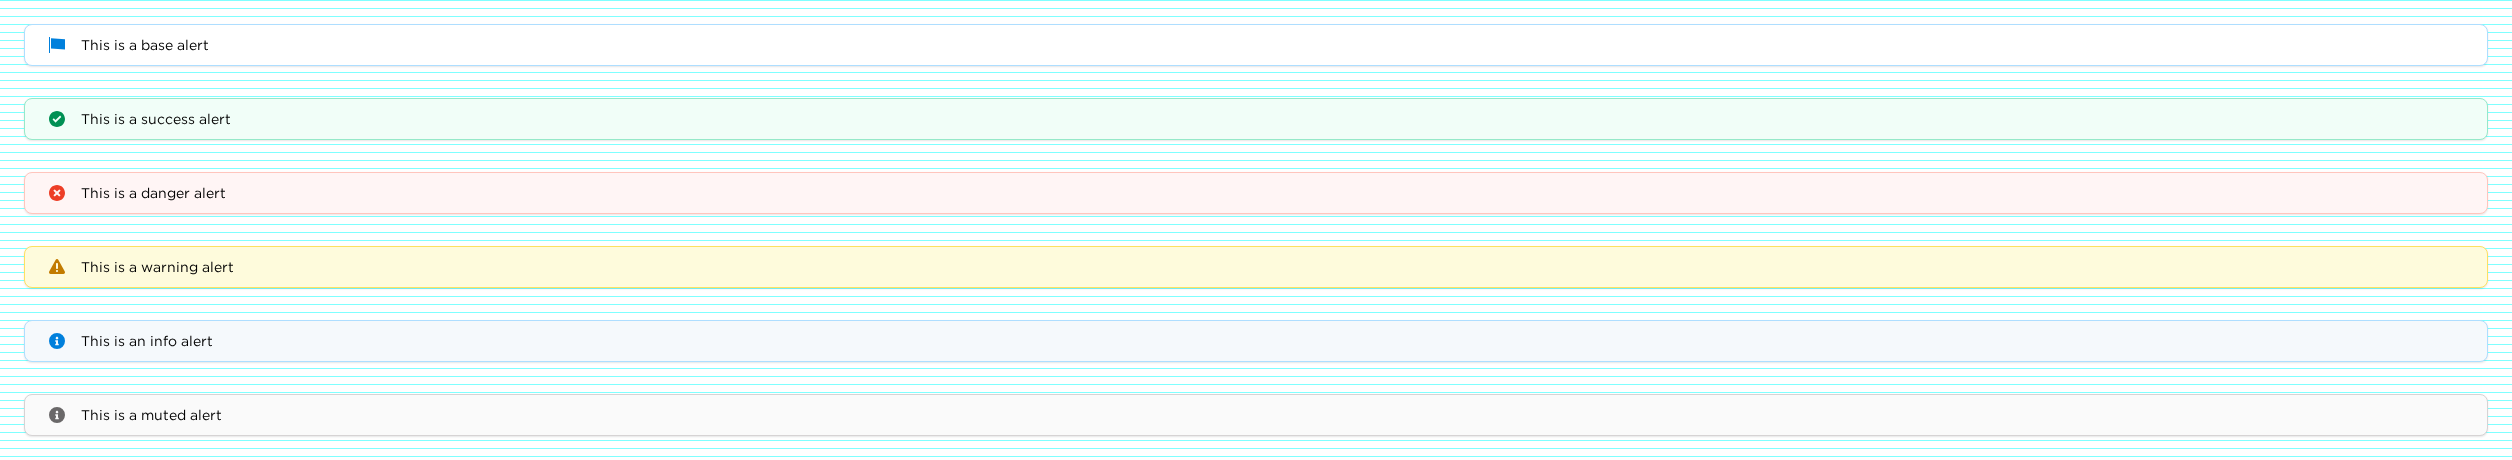 This is a base alert
This is a success alert
This is a danger alert
This is a warning alert
This is an info alert
This is a muted alert